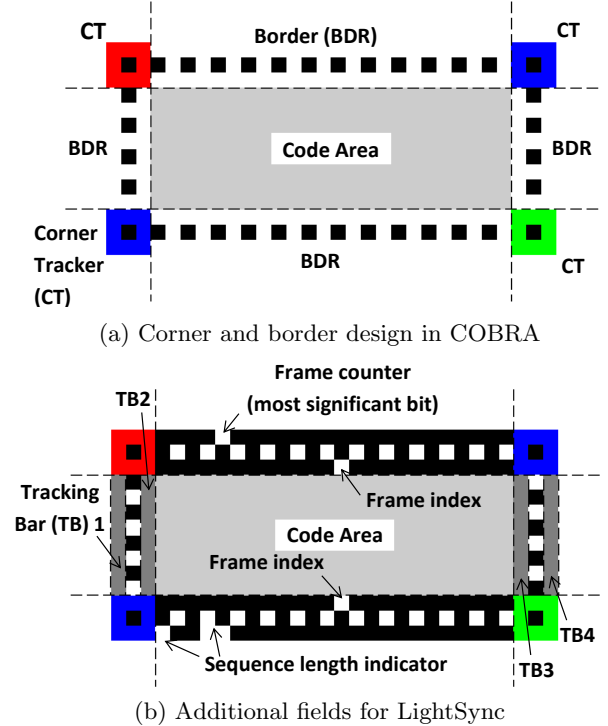 CT
Border (BDR)
CT
BDR
Code Area
BDR
Corner
Tracker
(CT)
BDR
CT
(a) Corner and border design in COBRA
Frame counter
(most significant bit)
TB2
Tracking
Bar (TB) 1
Frame index
Code Area
Frame index
Sequence length indicator
TB3
TB4
(b) Additional fields for LightSync